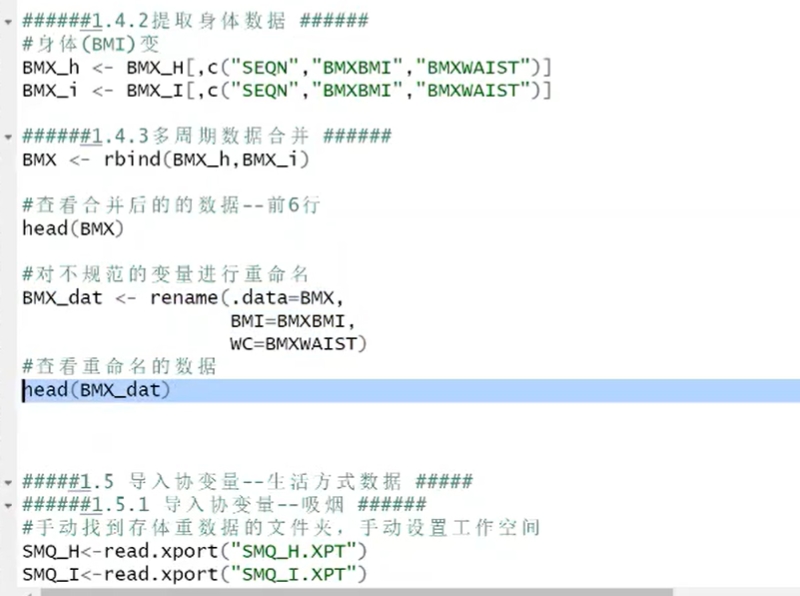 ######1.4.2提取身体数据 ######
#身体(BMI)变
BMX_h <- BMX_H[,c("SEQN","BMXBMI","BMXWAIST")]
BMX_i <- BMX_I[,c("SEQN","BMXBMI","BMXWAIST")]
######1.4.3多周期数据合并 ######
BMX <- rbind(BMX_h,BMX_i)
#查看合并后的的数据--前6行
head(BMX)
#对不规范的变量进行重命名
BMX_dat <- rename(.data=BMX,
BMI=BMXBMI,
WC=BMXWAIST)
#查看重命名的数据
head(BMX_dat)
#####1.5 导入协变量--生活方式数据 #####
######1.5.1 导入协变量--吸烟 ######
#手动找到存体重数据的文件夹，手动设置工作空间
SMQ_H<-read.xport("SMQ_H.XPT")
SMQ_I<-read.xport("SMQ_I.XPT")